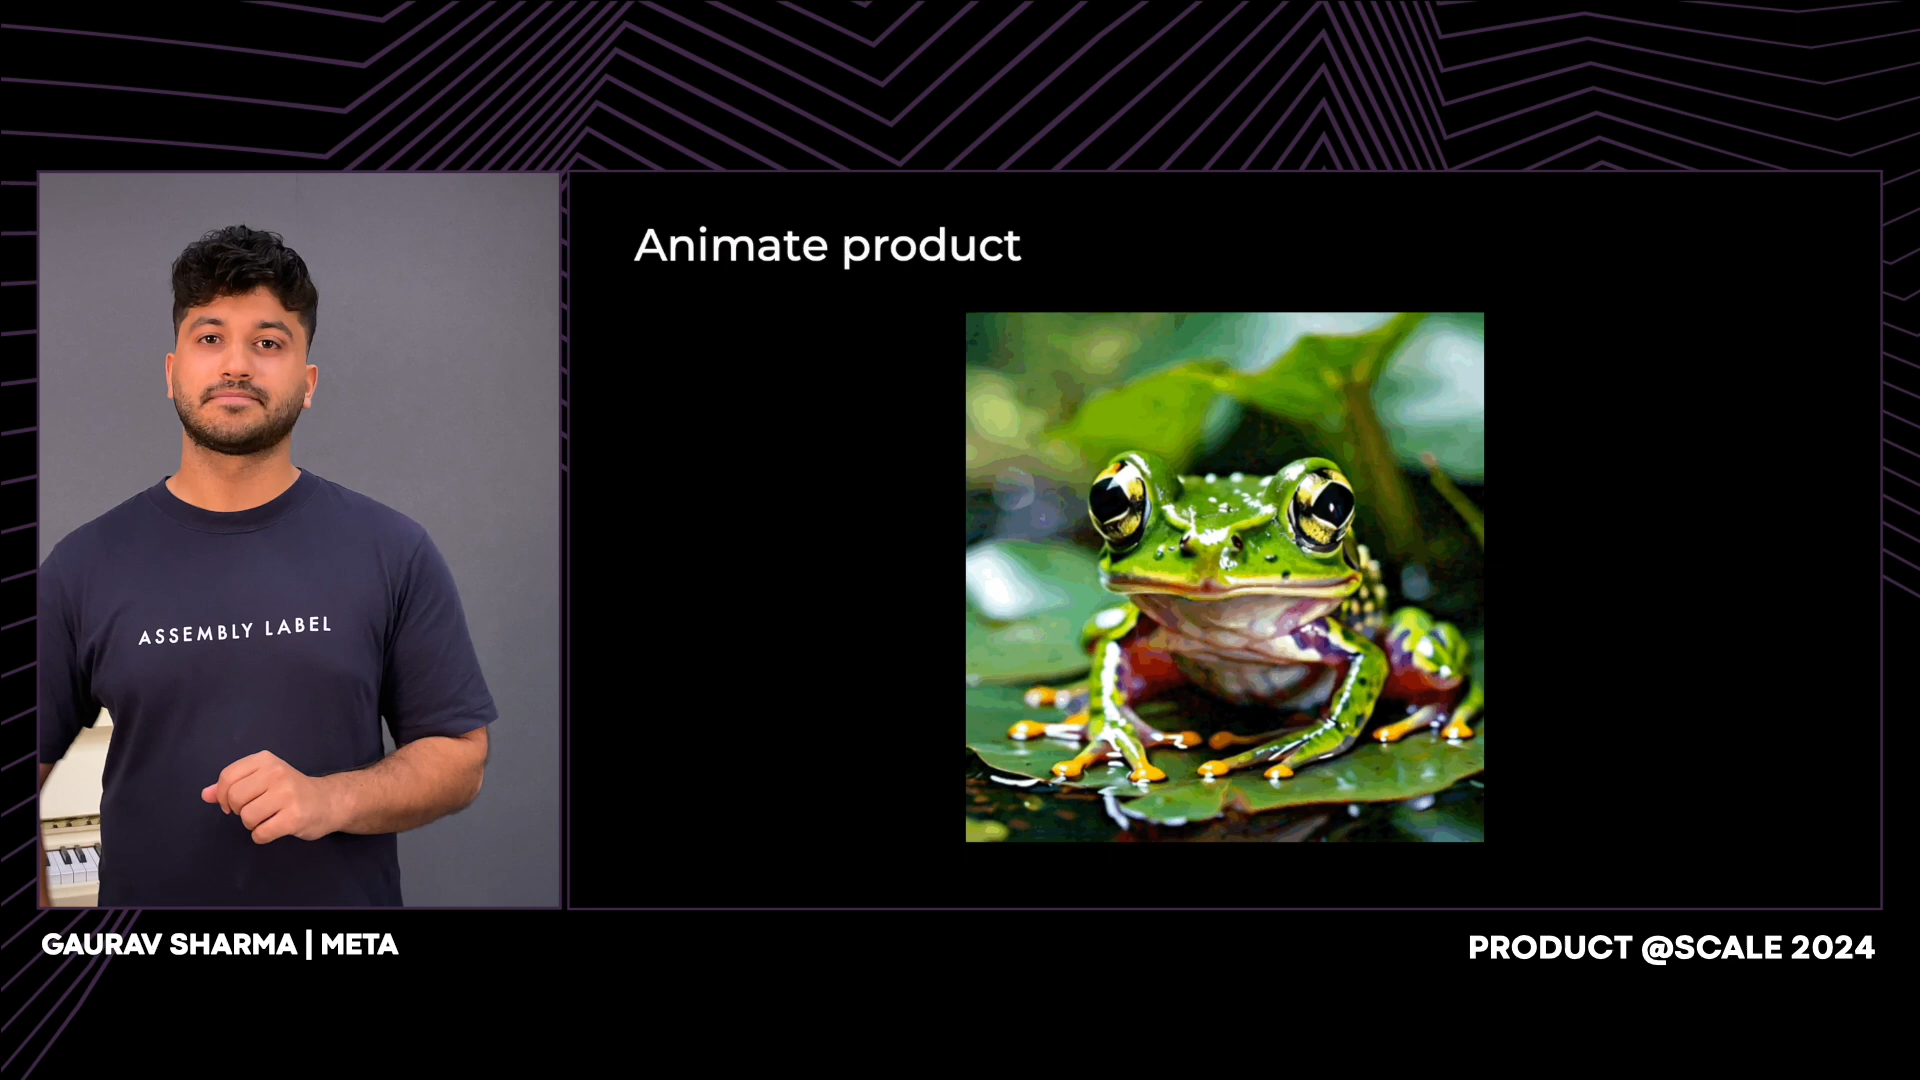 Animate product
ASSEMBLY LABEL
GAURAV SHARMA | META
PRODUCT @SCALE 2024